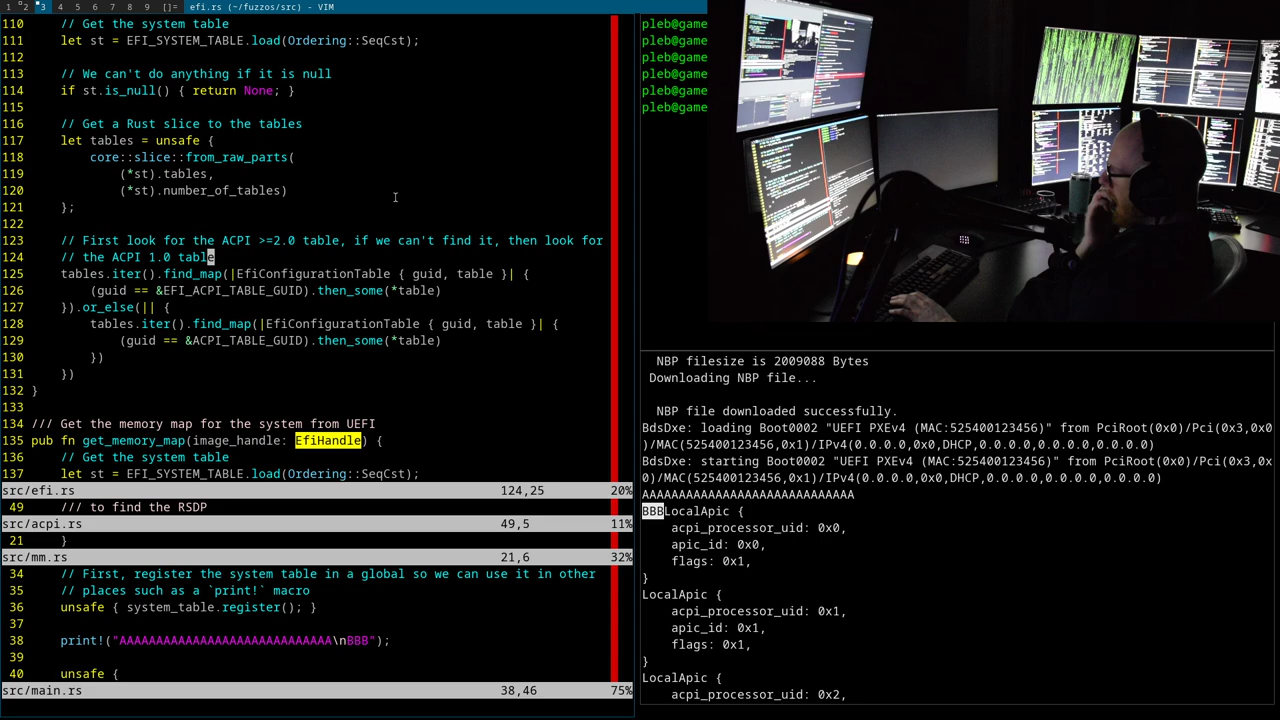 1 2 3 4 5 6 7 8 9 []= efi.rs (~/fuzzos/src) - VIM
110 // Get the system table
111 let st = EFI_SYSTEM_TABLE.load(Ordering::SeqCst);
112
113 // We can't do anything if it is null
114 if st.is_null() { return None; }
115
116 // Get a Rust slice to the tables
117 let tables = unsafe {
118 core::slice::from_raw_parts(
119 (*st).tables,
120 (*st).number_of_tables)
121 };
122
123 // First look for the ACPI >=2.0 table, if we can't find it, then look for
124 // the ACPI 1.0 table
125 tables.iter().find_map(|EfiConfigurationTable { guid, table }| {
126 (guid == &EFI_ACPI_TABLE_GUID).then_some(*table)
127 }).or_else(|| {
128 tables.iter().find_map(|EfiConfigurationTable { guid, table }| {
129 (guid == &ACPI_TABLE_GUID).then_some(*table)
130 })
131 })
132 }
133
134 /// Get the memory map for the system from UEFI
135 pub fn get_memory_map(image_handle: EfiHandle) {
136 // Get the system table
137 let st = EFI_SYSTEM_TABLE.load(Ordering::SeqCst);
src/efi.rs 124,25 20%
49 /// to find the RSDP
src/acpi.rs 49,5 11%
21 }
src/mm.rs 21,6 32%
34 // First, register the system table in a global so we can use it in other
35 // places such as a `print!` macro
36 unsafe { system_table.register(); }
37
38 print!("AAAAAAAAAAAAAAAAAAAAAAAAAAAAA\nBBB");
39
40 unsafe {
src/main.rs 38,46 75%
pleb@game
pleb@game
pleb@game
pleb@game
pleb@game
pleb@game
NBP filesize is 2009088 Bytes
Downloading NBP file...
NBP file downloaded successfully.
BdsDxe: loading Boot0002 "UEFI PXEv4 (MAC:525400123456)" from PciRoot(0x0)/Pci(0x3,0x0
)/MAC(525400123456,0x1)/IPv4(0.0.0.0,0x0,DHCP,0.0.0.0,0.0.0.0,0.0.0.0)
BdsDxe: starting Boot0002 "UEFI PXEv4 (MAC:525400123456)" from PciRoot(0x0)/Pci(0x3,0x
0)/MAC(525400123456,0x1)/IPv4(0.0.0.0,0x0,DHCP,0.0.0.0,0.0.0.0,0.0.0.0)
AAAAAAAAAAAAAAAAAAAAAAAAAAAAA
BBBLocalApic {
acpi_processor_uid: 0x0,
apic_id: 0x0,
flags: 0x1,
}
LocalApic {
acpi_processor_uid: 0x1,
apic_id: 0x1,
flags: 0x1,
}
LocalApic {
acpi_processor_uid: 0x2,